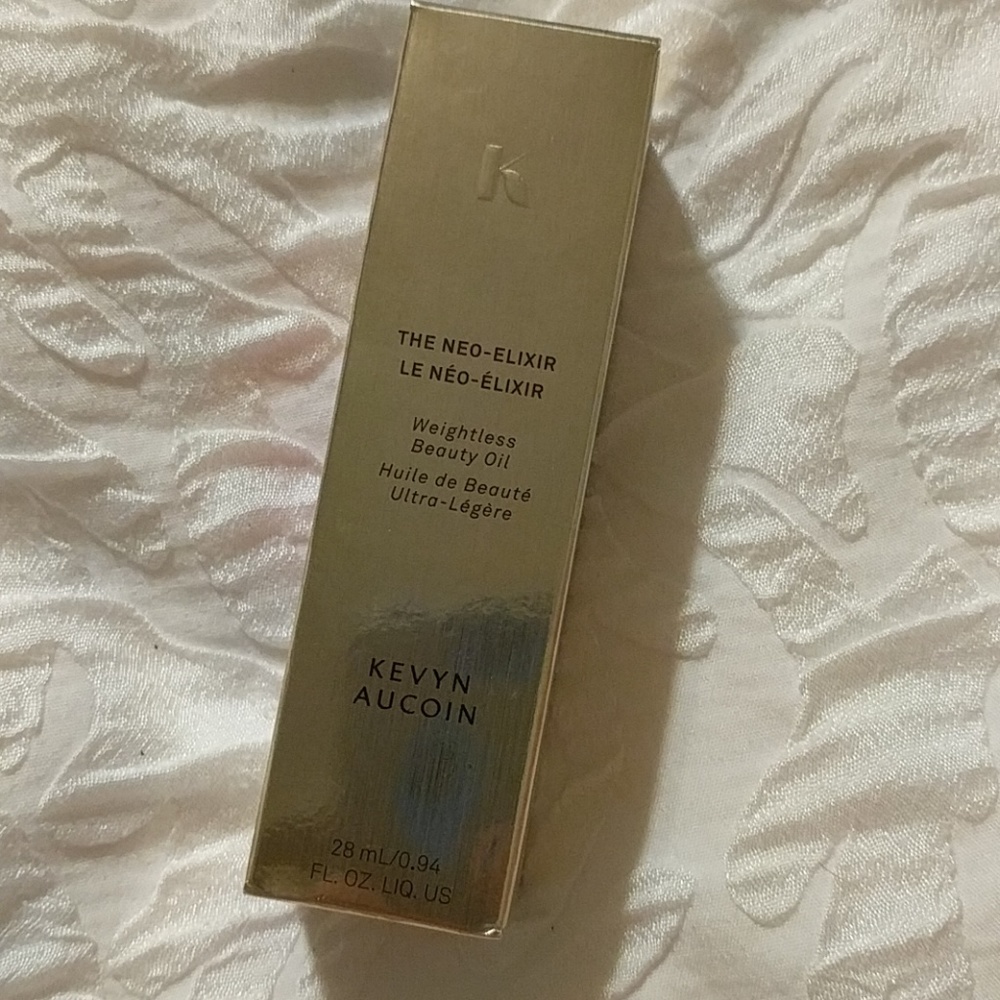 K
THE NEO-ELIXIR
LE NÉO-ÉLIXIR
Weightless
Beauty Oil
Huile de Beauté
Ultra-Légère
KEVYN
AUCOIN
28 mL/0.94
FL. OZ. LIQ. US